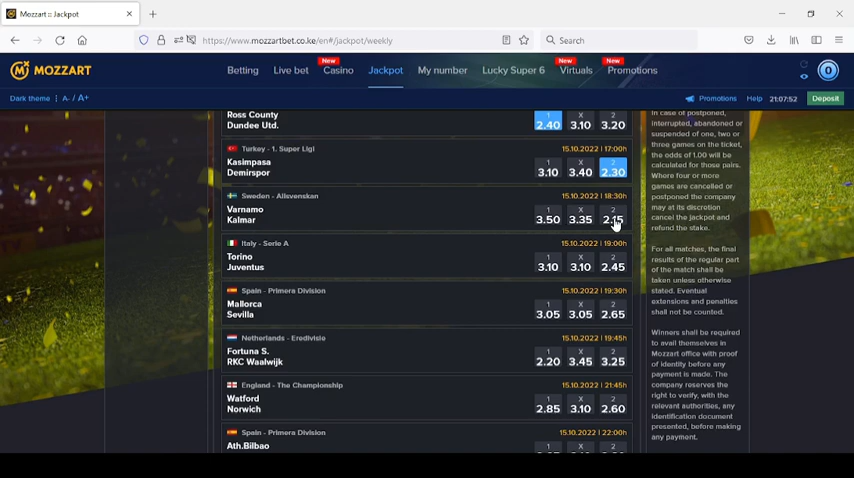 Mozzart :: Jackpot
https://www.mozzartbet.co.ke/en#/jackpot/weekly
Search
MOZZART
Betting Live bet New Casino Jackpot My number Lucky Super 6 New Virtuals New Promotions
0
Dark theme | A- / A+
Promotions Help 21:07:52 Deposit
Ross County
Dundee Utd.
1 X 2
2.40 3.10 3.20
Turkey - 1. Super Ligi 15.10.2022 | 17:00h
Kasimpasa
Demirspor
1 X 2
3.10 3.40 2.30
Sweden - Allsvenskan 15.10.2022 | 18:30h
Varnamo
Kalmar
1 X 2
3.50 3.35 2.15
Italy - Serie A 15.10.2022 | 19:00h
Torino
Juventus
1 X 2
3.10 3.10 2.45
Spain - Primera Division 15.10.2022 | 19:30h
Mallorca
Sevilla
1 X 2
3.05 3.05 2.65
Netherlands - Eredivisie 15.10.2022 | 19:45h
Fortuna S.
RKC Waalwijk
1 X 2
2.20 3.45 3.25
England - The Championship 15.10.2022 | 21:45h
Watford
Norwich
1 X 2
2.85 3.10 2.60
Spain - Primera Division 15.10.2022 | 22:00h
Ath.Bilbao
1 X 2
In case of postponed,
interrupted, abandoned or
suspended of one, two or
three games on the ticket,
the odds of 1.00 will be
calculated for those pairs.
Where four or more
games are cancelled or
postponed the company
may at its discretion
cancel the jackpot and
refund the stake.
For all matches, the final
results of the regular part
of the match shall be
taken unless otherwise
stated. Eventual
extensions and penalties
shall not be counted.
Winners shall be required
to avail themselves in
Mozzart office with proof
of identity before any
payment is made. The
company reserves the
right to verify, with the
relevant authorities, any
identification document
presented, before making
any payment.